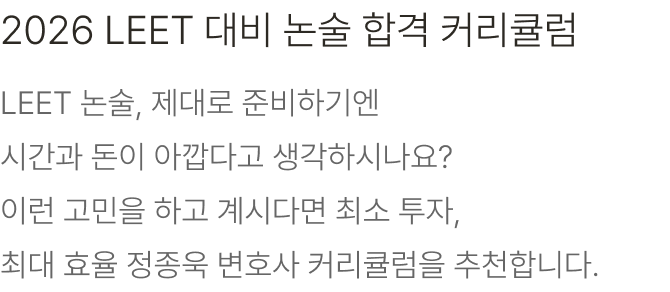 2026 LEET 대비 논술 합격 커리큘럼
LEET 논술, 제대로 준비하기엔
시간과 돈이 아깝다고 생각하시나요?
이런 고민을 하고 계시다면 최소 투자,
최대 효율 정종욱 변호사 커리큘럼을 추천합니다.